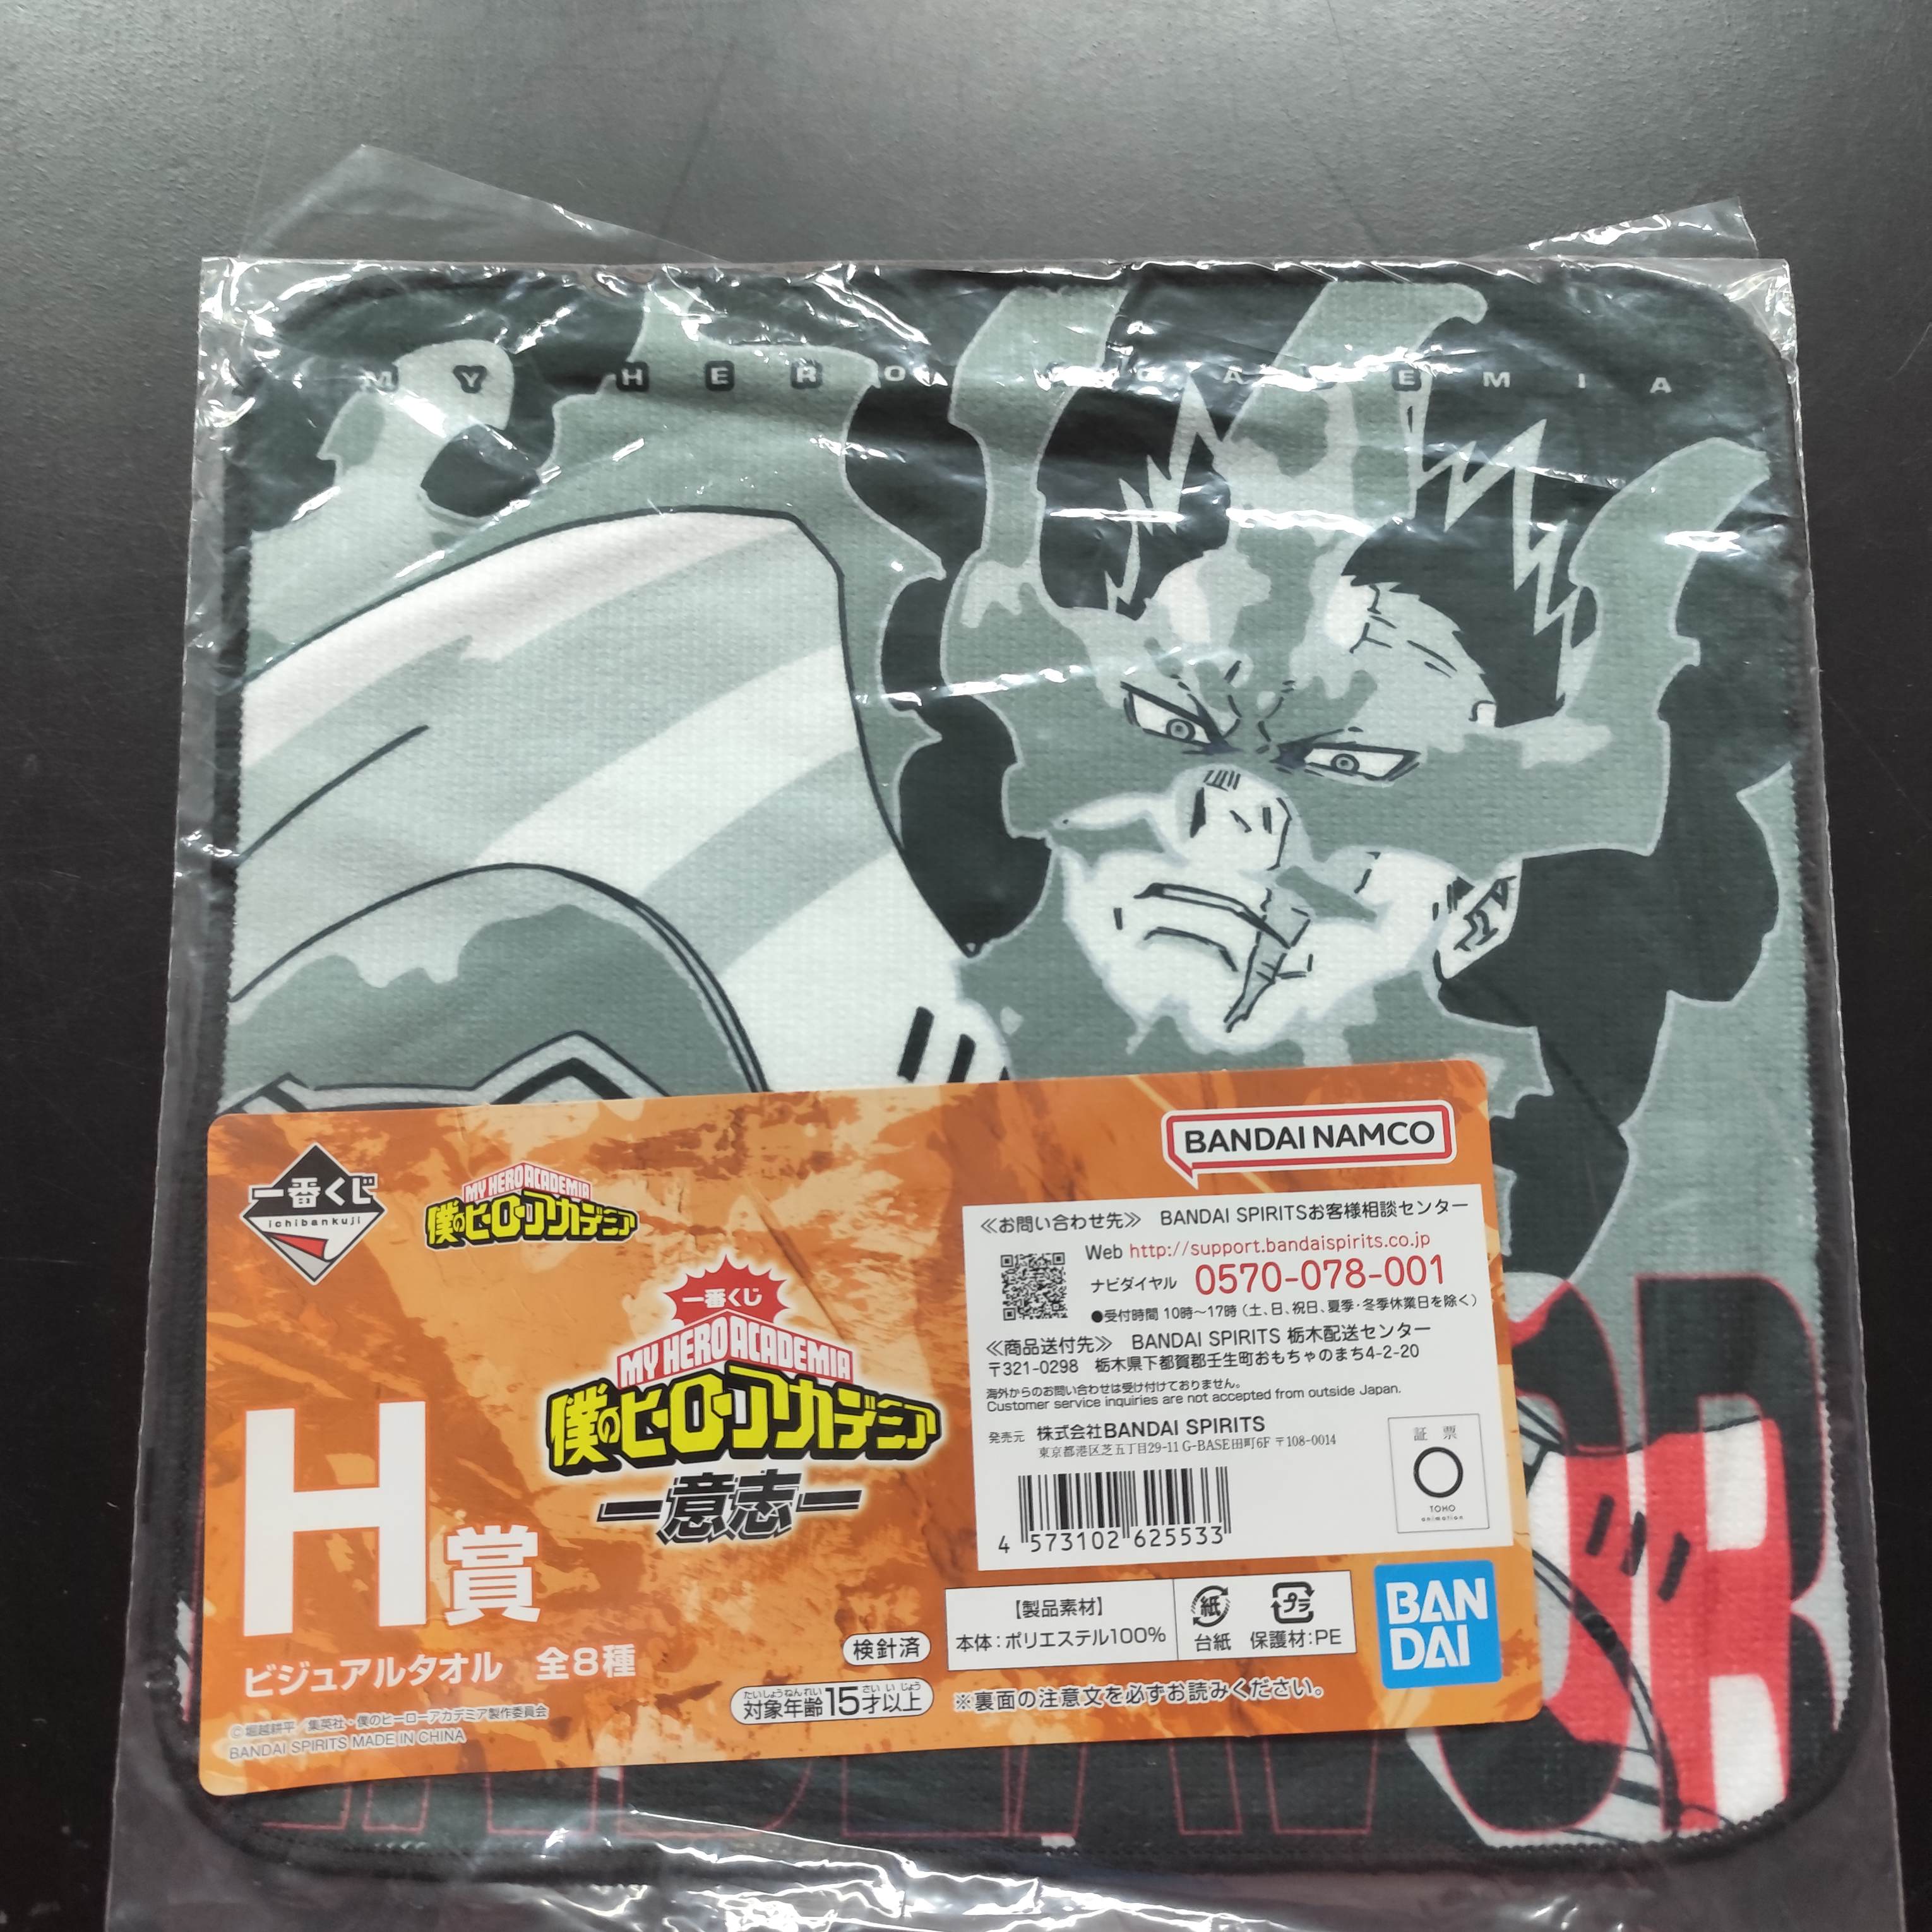 MY HERO ACADEMIA
一番くじ
ichibankuji
MY HERO ACADEMIA
僕のヒーローアカデミア
一番くじ
MY HERO ACADEMIA
僕のヒーローアカデミア
ー意志ー
H賞
ビジュアルタオル 全8種
©堀越耕平/集英社・僕のヒーローアカデミア製作委員会
BANDAI SPIRITS MADE IN CHINA
検針済
たいしょうねんれい さいいじょう
対象年齢15才以上
BANDAI NAMCO
≪お問い合わせ先≫ BANDAI SPIRITSお客様相談センター
Web http://support.bandaispirits.co.jp
ナビダイヤル 0570-078-001
●受付時間 10時〜17時(土、日、祝日、夏季・冬季休業日を除く)
≪商品送付先≫ BANDAI SPIRITS 栃木配送センター
〒321-0298 栃木県下都賀郡壬生町おもちゃのまち4-2-20
海外からのお問い合わせは受け付けておりません。
Customer service inquiries are not accepted from outside Japan.
発売元 株式会社BANDAI SPIRITS
東京都港区芝五丁目29-11 G-BASE田町6F 〒108-0014
4 573102 625533
証票
TOHO
animation
【製品素材】
本体:ポリエステル100%
紙
台紙
プラ
保護材:PE
BAN
DAI
※裏面の注意文を必ずお読みください。